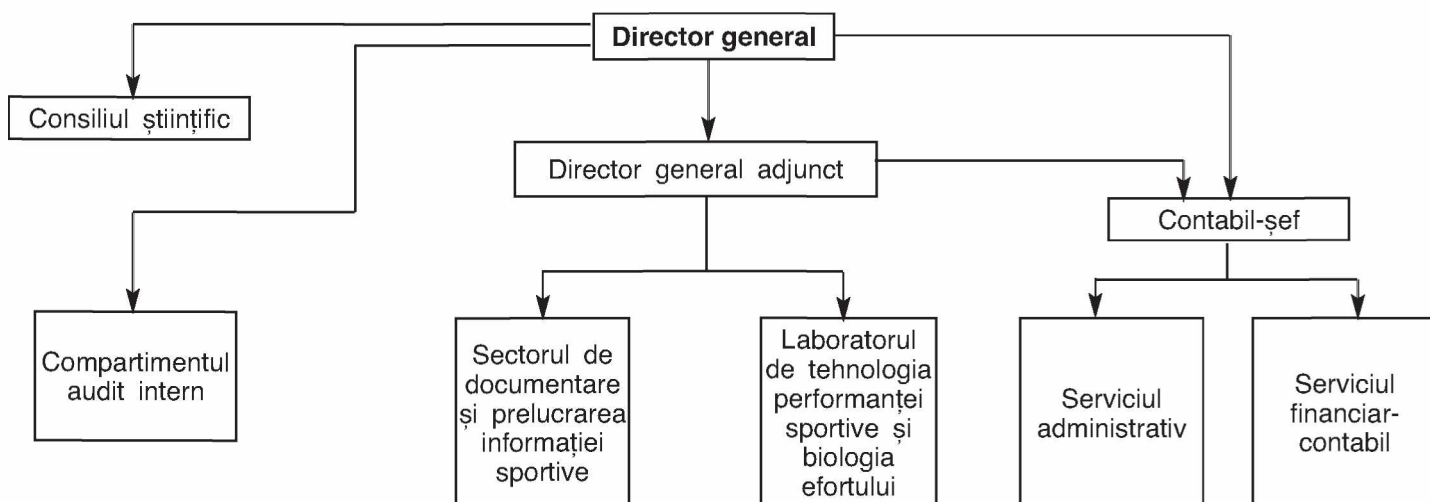 Director general
Consiliul științific
Director general adjunct
Contabil-șef
Compartimentul
audit intern
Sectorul de
documentare
și prelucrarea
informației
sportive
Laboratorul
de tehnologia
performanței
sportive și
biologia
efortului
Serviciul
administrativ
Serviciul
financiar-
contabil